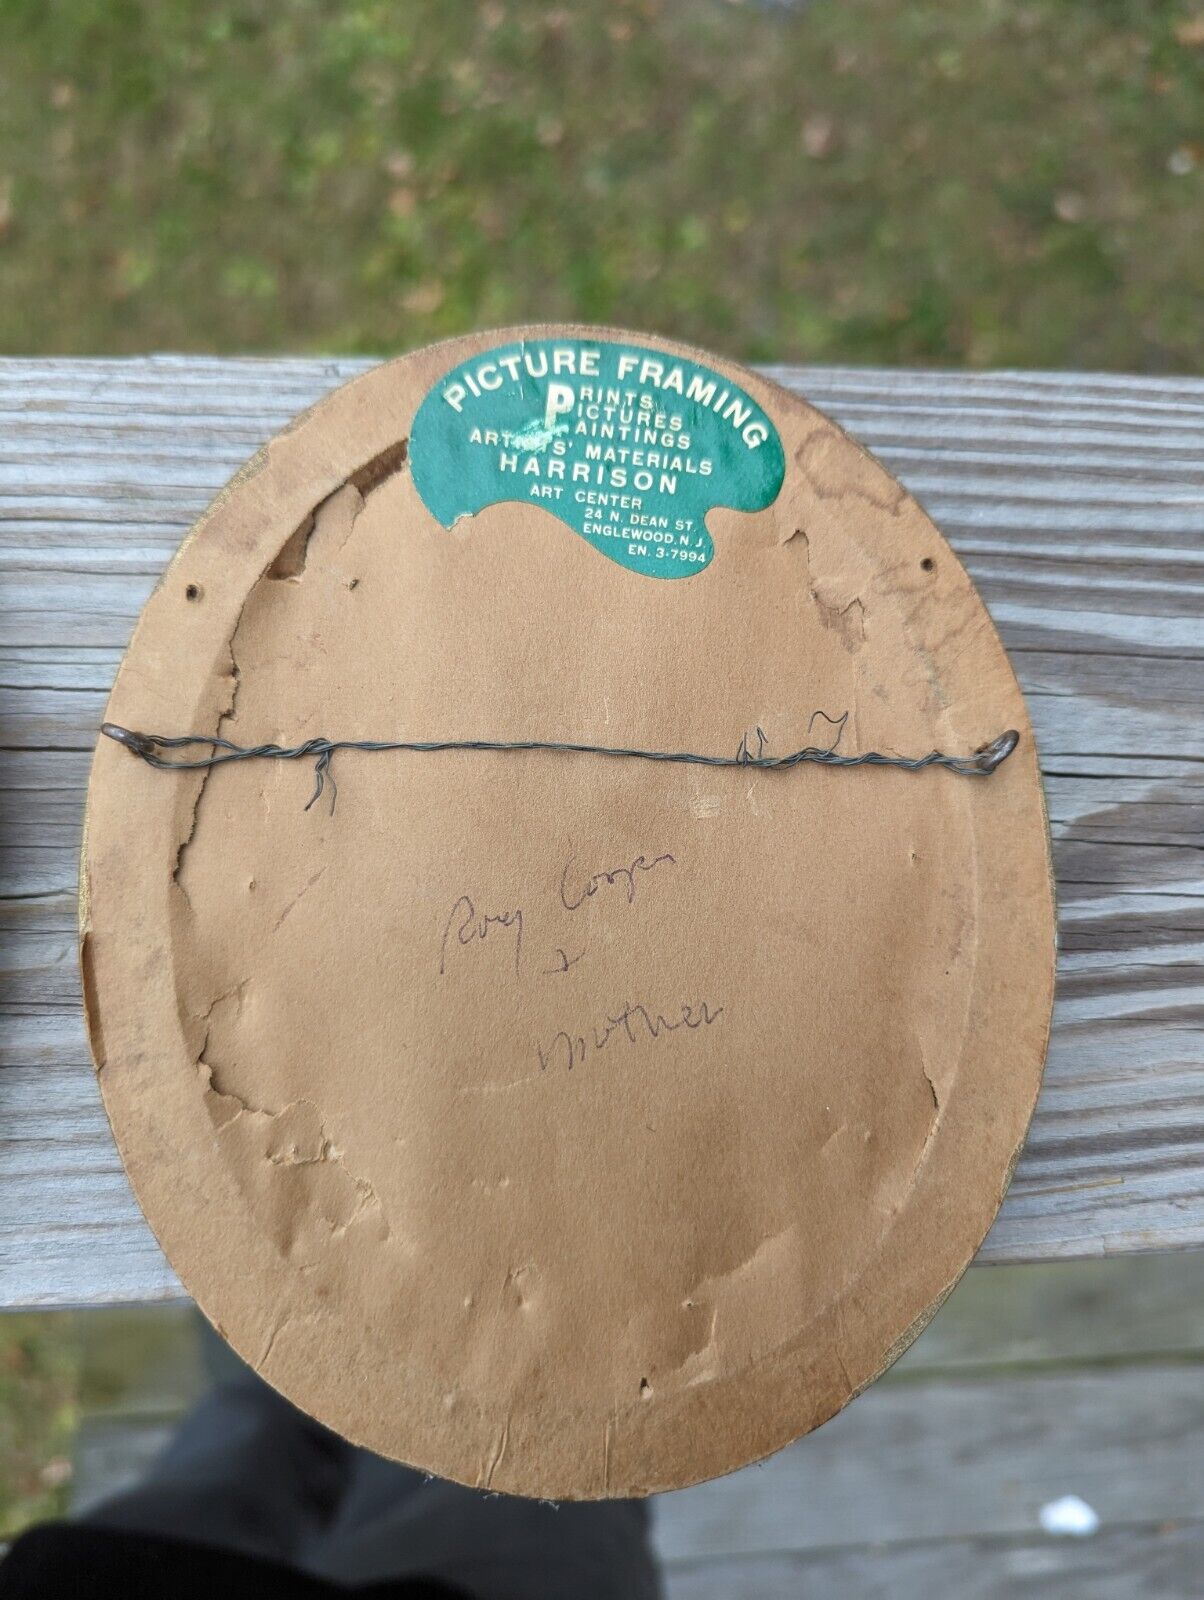 PICTURE FRAMING
PRINTS
PICTURES
PAINTINGS
ARTISTS' MATERIALS
HARRISON
ART CENTER
24 N. DEAN ST.
ENGLEWOOD, N.J.
EN. 3-7994
mother